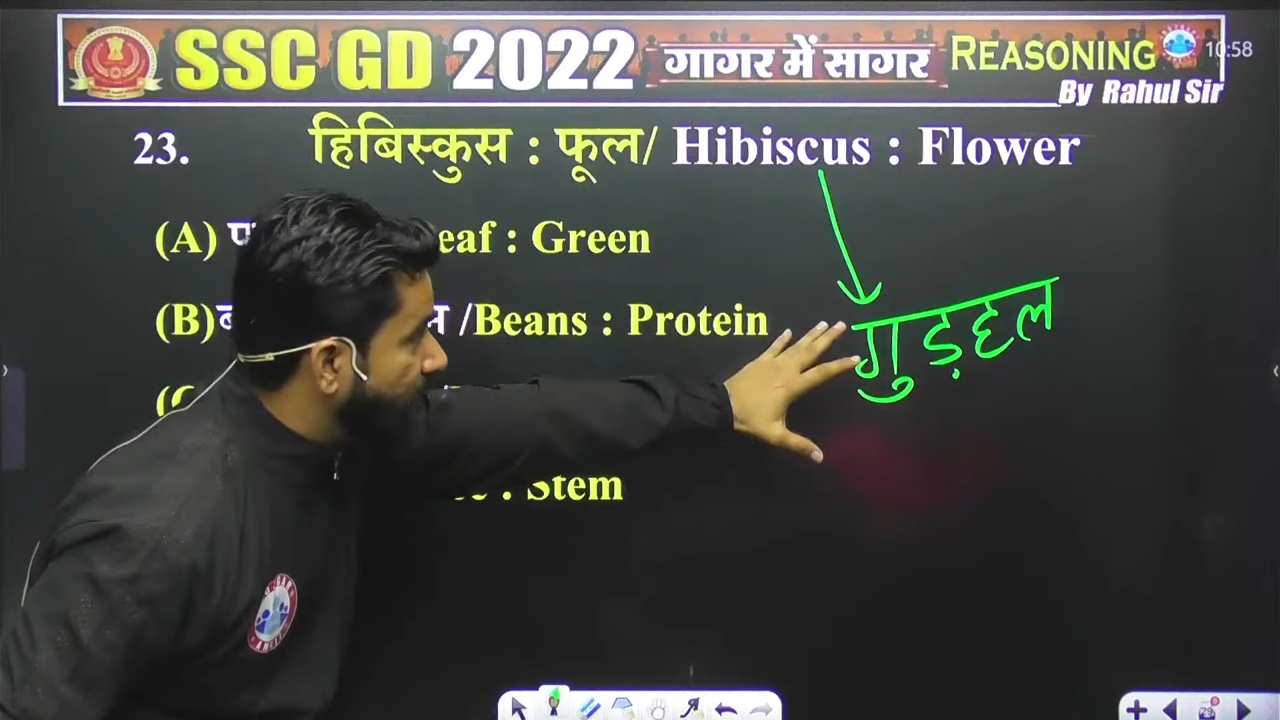 SSC GD 2022 गागर में सागर REASONING 10:58
By Rahul Sir
23. हिबिस्कुस : फूल/ Hibiscus : Flower
(A) : Green
(B) /Beans : Protein
गुड़हल
: Stem